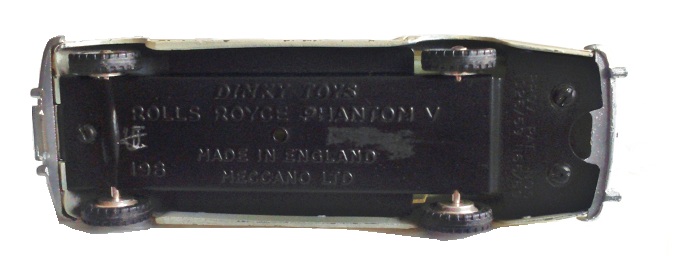 DINKY TOYS
ROLLS ROYCE PHANTOM V
198
MADE IN ENGLAND
MECCANO LTD